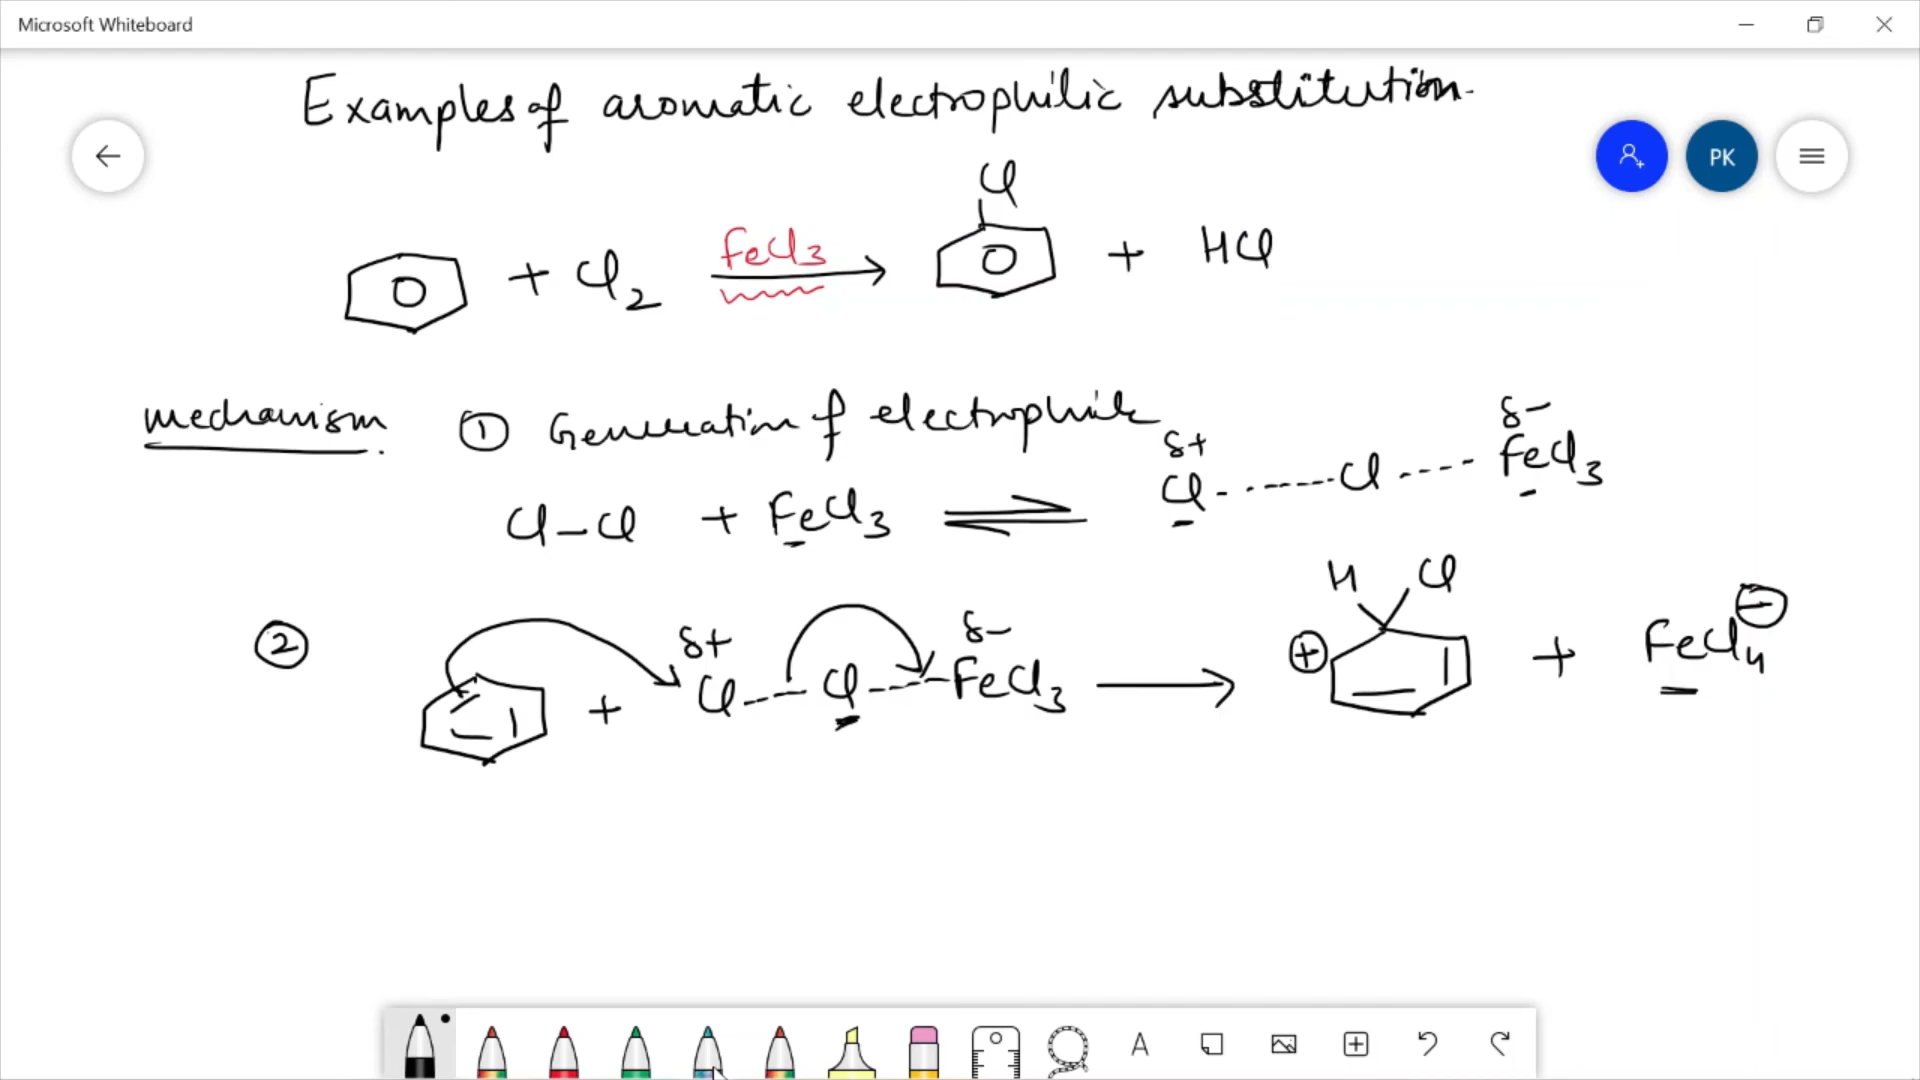 Microsoft Whiteboard
Examples of aromatic electrophilic substitution.
PK
Cl
+ Cl2 FeCl3 + HCl
mechanism. ① Generation of electrophile
Cl-Cl + FeCl3 ⇌ δ+ Cl ------ Cl ---- δ- FeCl3
② + δ+ Cl --- Cl --- δ- FeCl3 → H Cl ⊕ + FeCl4 ⊖
A